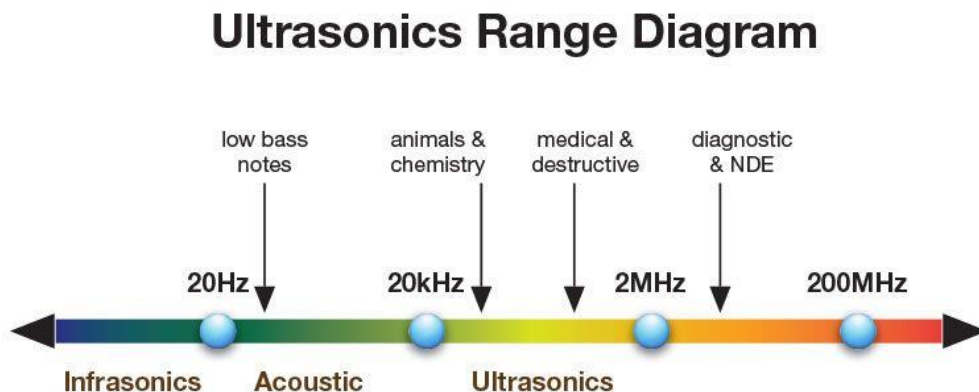 Ultrasonics Range Diagram
low bass
notes
animals &
chemistry
medical &
destructive
diagnostic
& NDE
20Hz
20kHz
2MHz
200MHz
Infrasonics
Acoustic
Ultrasonics